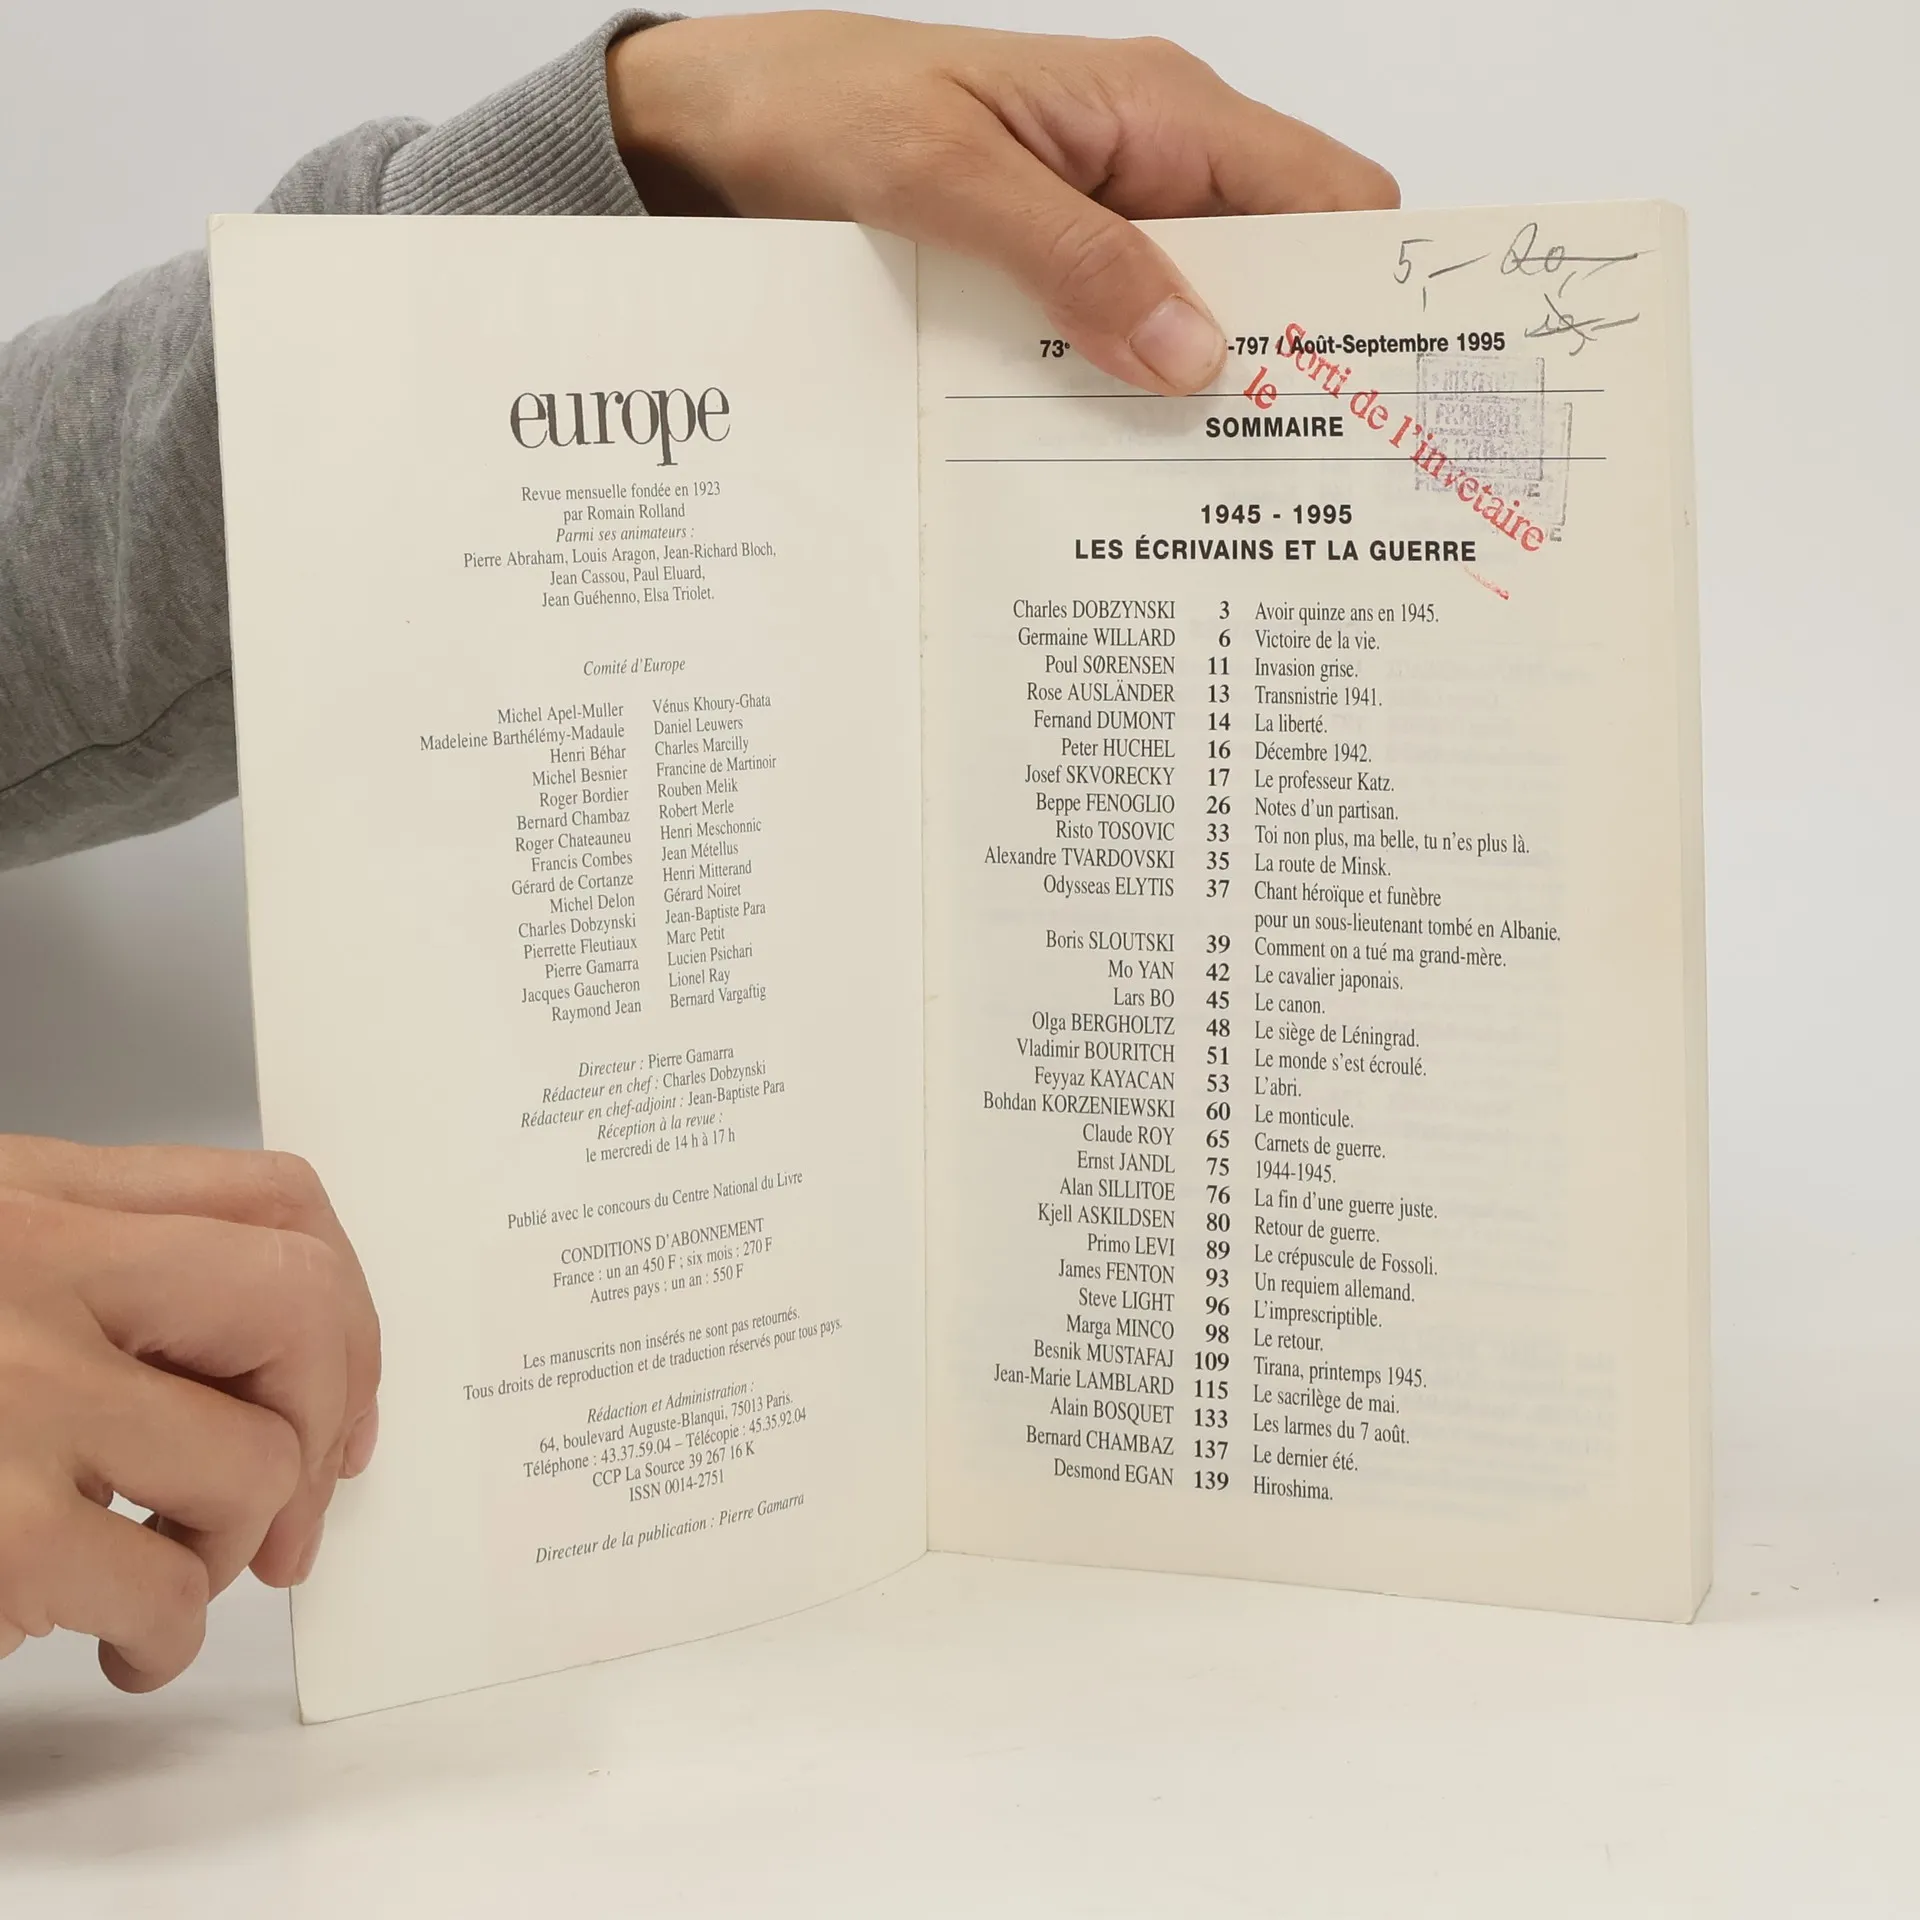 europe
Revue mensuelle fondée en 1923
par Romain Rolland
Parmi ses animateurs :
Pierre Abraham, Louis Aragon, Jean-Richard Bloch,
Jean Cassou, Paul Eluard,
Jean Guéhenno, Elsa Triolet.
Comité d'Europe
Michel Apel-Muller
Madeleine Barthélémy-Madaule
Henri Béhar
Michel Besnier
Roger Bordier
Bernard Chambaz
Roger Chateauneu
Francis Combes
Gérard de Cortanze
Michel Delon
Charles Dobzynski
Pierrette Fleutiaux
Pierre Gamarra
Jacques Gaucheron
Raymond Jean
Vénus Khoury-Ghata
Daniel Leuwers
Charles Marcilly
Francine de Martinoir
Rouben Melik
Robert Merle
Henri Meschonnic
Jean Métellus
Henri Mitterand
Gérard Noiret
Jean-Baptiste Para
Marc Petit
Lucien Psichari
Lionel Ray
Bernard Vargaftig
Directeur : Pierre Gamarra
Rédacteur en chef : Charles Dobzynski
Rédacteur en chef-adjoint : Jean-Baptiste Para
Réception à la revue :
le mercredi de 14 h à 17 h
Publié avec le concours du Centre National du Livre
CONDITIONS D'ABONNEMENT
France : un an 450 F ; six mois : 270 F
Autres pays : un an : 550 F
Les manuscrits non insérés ne sont pas retournés.
Tous droits de reproduction et de traduction réservés pour tous pays.
Rédaction et Administration :
64, boulevard Auguste-Blanqui, 75013 Paris.
Téléphone : 43.37.59.04 – Télécopie : 45.35.92.04
CCP La Source 39 267 16 K
ISSN 0014-2751
Directeur de la publication : Pierre Gamarra
5,– 20,–
73e -797 / Août-Septembre 1995
Sorti de l'invetaire
le
SOMMAIRE
1945 - 1995
LES ÉCRIVAINS ET LA GUERRE
Charles DOBZYNSKI 3 Avoir quinze ans en 1945.
Germaine WILLARD 6 Victoire de la vie.
Poul SØRENSEN 11 Invasion grise.
Rose AUSLÄNDER 13 Transnistrie 1941.
Fernand DUMONT 14 La liberté.
Peter HUCHEL 16 Décembre 1942.
Josef SKVORECKY 17 Le professeur Katz.
Beppe FENOGLIO 26 Notes d'un partisan.
Risto TOSOVIC 33 Toi non plus, ma belle, tu n'es plus là.
Alexandre TVARDOVSKI 35 La route de Minsk.
Odysseas ELYTIS 37 Chant héroïque et funèbre
pour un sous-lieutenant tombé en Albanie.
Boris SLOUTSKI 39 Comment on a tué ma grand-mère.
Mo YAN 42 Le cavalier japonais.
Lars BO 45 Le canon.
Olga BERGHOLTZ 48 Le siège de Léningrad.
Vladimir BOURITCH 51 Le monde s'est écroulé.
Feyyaz KAYACAN 53 L'abri.
Bohdan KORZENIEWSKI 60 Le monticule.
Claude ROY 65 Carnets de guerre.
Ernst JANDL 75 1944-1945.
Alan SILLITOE 76 La fin d'une guerre juste.
Kjell ASKILDSEN 80 Retour de guerre.
Primo LEVI 89 Le crépuscule de Fossoli.
James FENTON 93 Un requiem allemand.
Steve LIGHT 96 L'imprescriptible.
Marga MINCO 98 Le retour.
Besnik MUSTAFAJ 109 Tirana, printemps 1945.
Jean-Marie LAMBLARD 115 Le sacrilège de mai.
Alain BOSQUET 133 Les larmes du 7 août.
Bernard CHAMBAZ 137 Le dernier été.
Desmond EGAN 139 Hiroshima.